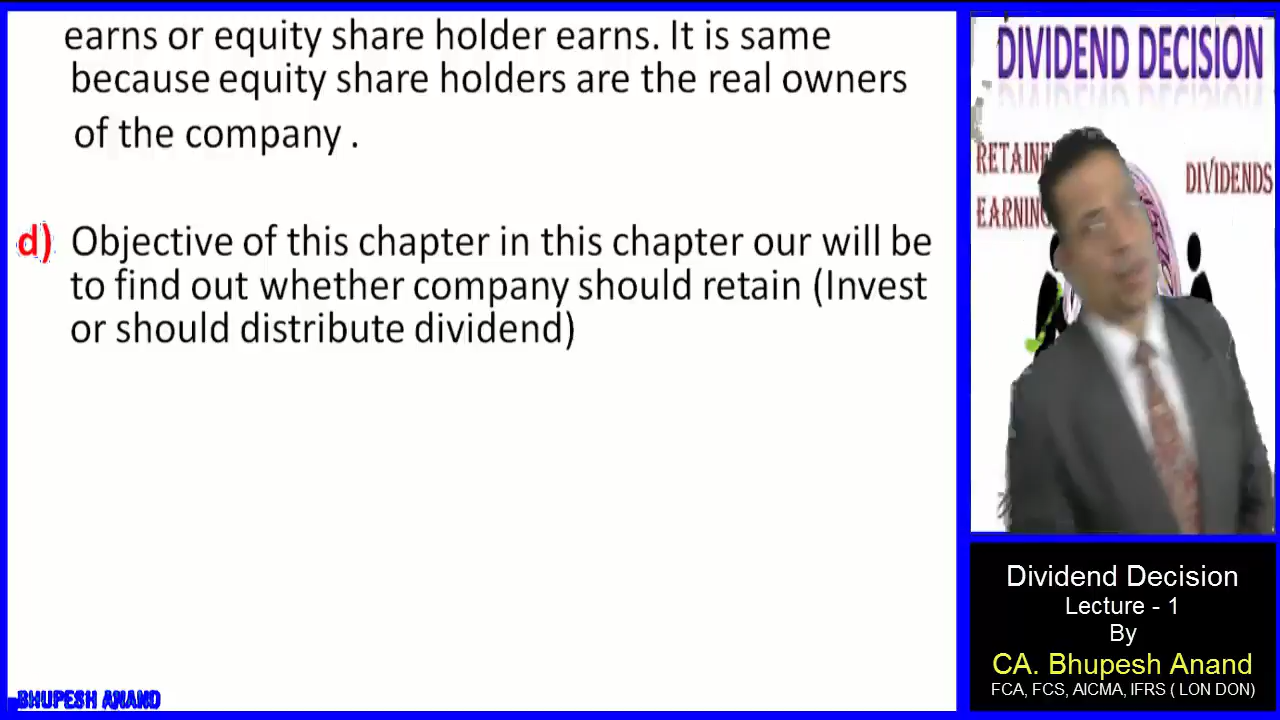 earns or equity share holder earns. It is same
because equity share holders are the real owners
of the company .
d) Objective of this chapter in this chapter our will be
to find out whether company should retain (Invest
or should distribute dividend)
BHUPESH ANAND
DIVIDEND DECISION
DIVIDENDS
Dividend Decision
Lecture - 1
By
CA. Bhupesh Anand
FCA, FCS, AICMA, IFRS ( LON DON)